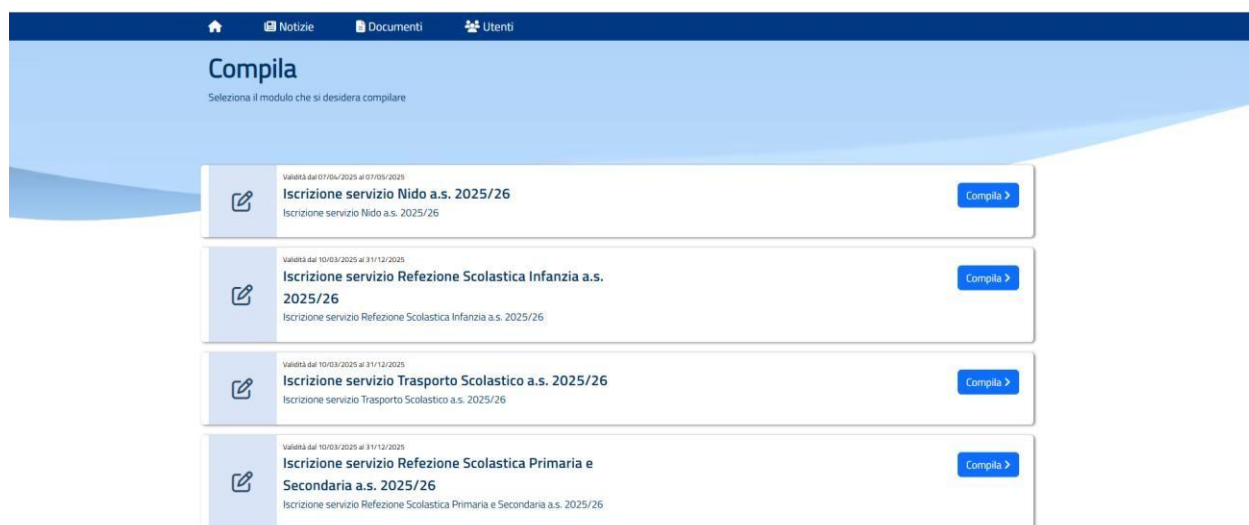 Notizie Documenti Utenti
Compila
Seleziona il modulo che si desidera compilare
Validità dal 07/04/2025 al 07/05/2025
Iscrizione servizio Nido a.s. 2025/26
Iscrizione servizio Nido a.s. 2025/26
Compila
Validità dal 10/03/2025 al 31/12/2025
Iscrizione servizio Refezione Scolastica Infanzia a.s.
2025/26
Iscrizione servizio Refezione Scolastica Infanzia a.s. 2025/26
Compila
Validità dal 10/03/2025 al 31/12/2025
Iscrizione servizio Trasporto Scolastico a.s. 2025/26
Iscrizione servizio Trasporto Scolastico a.s. 2025/26
Compila
Validità dal 10/03/2025 al 31/12/2025
Iscrizione servizio Refezione Scolastica Primaria e
Secondaria a.s. 2025/26
Iscrizione servizio Refezione Scolastica Primaria e Secondaria a.s. 2025/26
Compila